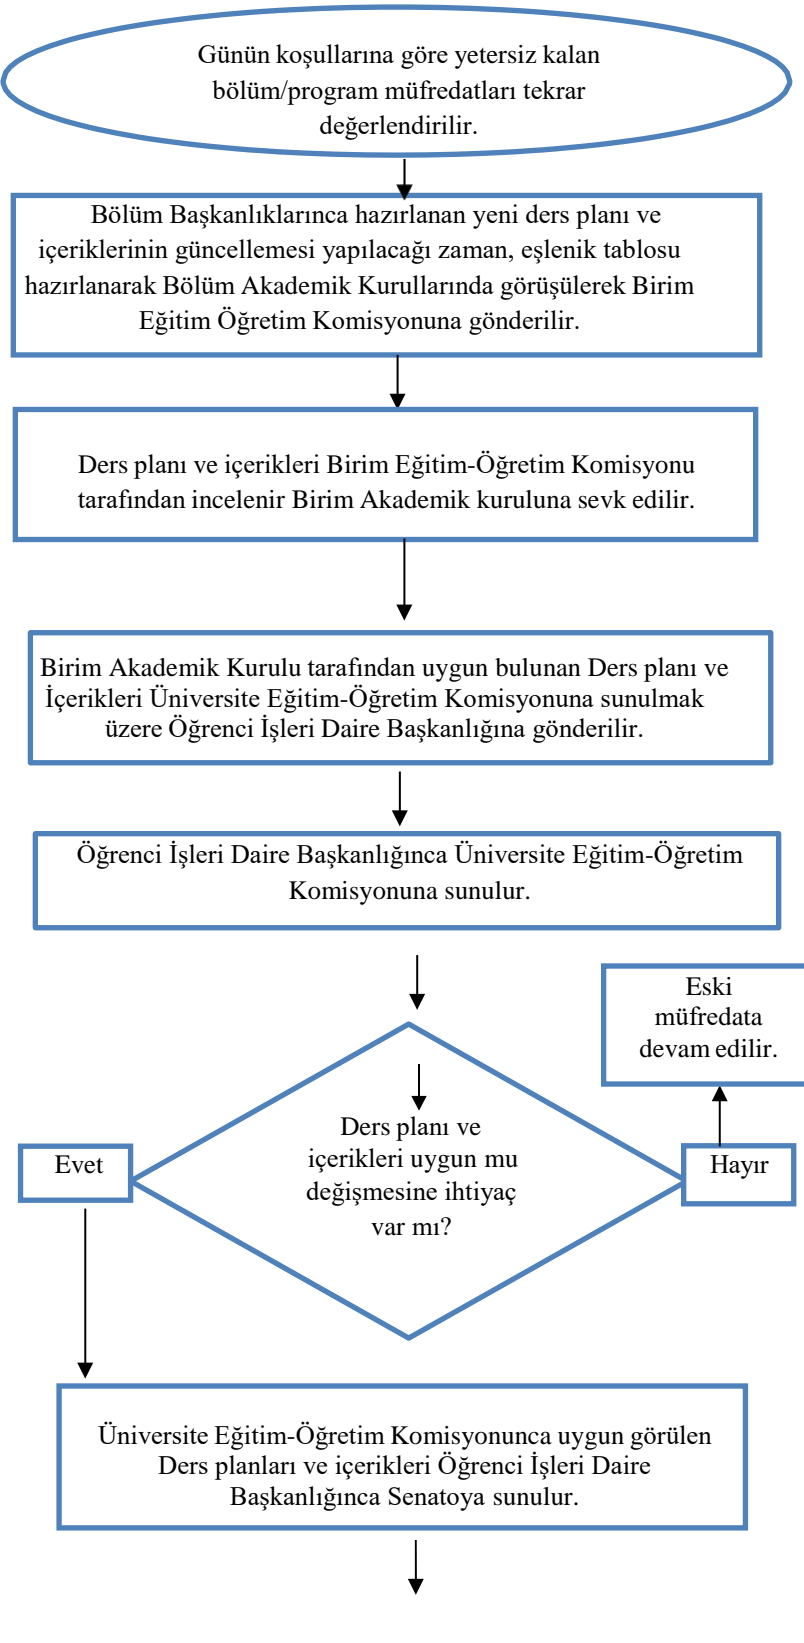 Günün koşullarına göre yetersiz kalan
bölüm/program müfredatları tekrar
değerlendirilir.
Bölüm Başkanlıklarınca hazırlanan yeni ders planı ve
içeriklerinin güncellemesi yapılacağı zaman, eşlenik tablosu
hazırlanarak Bölüm Akademik Kurullarında görüşülerek Birim
Eğitim Öğretim Komisyonuna gönderilir.
Ders planı ve içerikleri Birim Eğitim-Öğretim Komisyonu
tarafından incelenir Birim Akademik kuruluna sevk edilir.
Birim Akademik Kurulu tarafından uygun bulunan Ders planı ve
İçerikleri Üniversite Eğitim-Öğretim Komisyonuna sunulmak
üzere Öğrenci İşleri Daire Başkanlığına gönderilir.
Öğrenci İşleri Daire Başkanlığınca Üniversite Eğitim-Öğretim
Komisyonuna sunulur.
Eski
müfredata
devam edilir.
Ders planı ve
içerikleri uygun mu
değişmesine ihtiyaç
var mı?
Evet
Hayır
Üniversite Eğitim-Öğretim Komisyonunca uygun görülen
Ders planları ve içerikleri Öğrenci İşleri Daire
Başkanlığınca Senatoya sunulur.